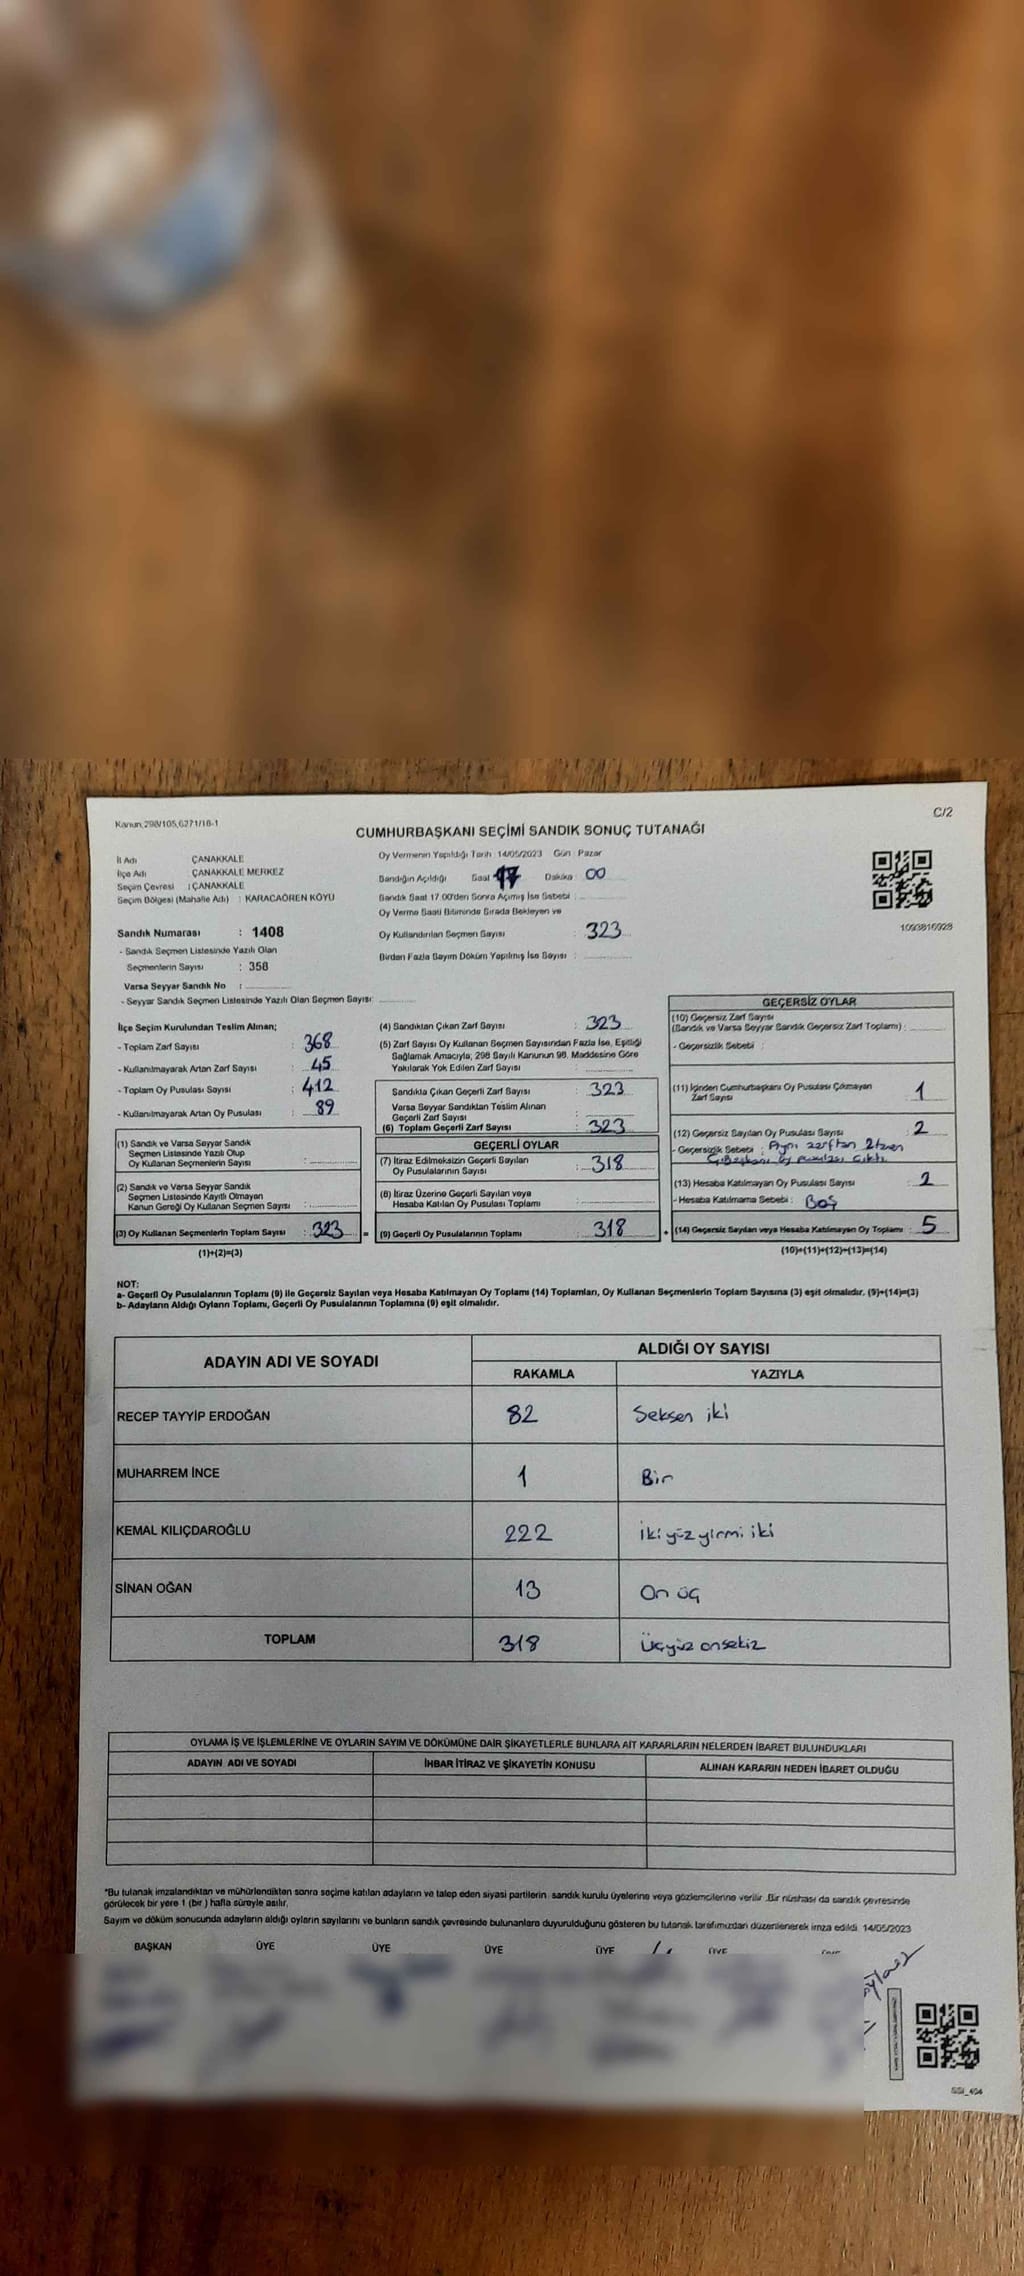 Kanun, 298/105,6271/18-1
C/2
CUMHURBAŞKANI SEÇİMİ SANDIK SONUÇ TUTANAĞI
İl Adı ÇANAKKALE
İlçe Adı ÇANAKKALE MERKEZ
Seçim Çevresi : ÇANAKKALE
Seçim Bölgesi (Mahalle Adı) : KARACAÖREN KÖYÜ
Sandık Numarası : 1408
- Sandık Seçmen Listesinde Yazılı Olan
Seçmenlerin Sayısı : 358
Varsa Seyyar Sandık No :
- Seyyar Sandık Seçmen Listesinde Yazılı Olan Seçmen Sayısı:
Oy Vermenin Yapıldığı Tarih 14/05/2023 Gün : Pazar
Sandığın Açıldığı Saat 17 Dakika : 00
Sandık Saat 17.00'den Sonra Açılmış İse Sebebi :
Oy Verme Saati Bitiminde Sırada Bekleyen ve
Oy Kullandırılan Seçmen Sayısı : 323
Birden Fazla Sayım Döküm Yapılmış İse Sayısı :
1093816928
İlçe Seçim Kurulundan Teslim Alınan;
- Toplam Zarf Sayısı : 368
- Kullanılmayarak Artan Zarf Sayısı : 45
- Toplam Oy Pusulası Sayısı : 412
- Kullanılmayarak Artan Oy Pusulası : 89
(1) Sandık ve Varsa Seyyar Sandık
Seçmen Listesinde Yazılı Olup
Oy Kullanan Seçmenlerin Sayısı :
(2) Sandık ve Varsa Seyyar Sandık
Seçmen Listesinde Kayıtlı Olmayan
Kanun Gereği Oy Kullanan Seçmen Sayısı :
(3) Oy Kullanan Seçmenlerin Toplam Sayısı : 323 =
(1)+(2)=(3)
(4) Sandıktan Çıkan Zarf Sayısı : 323
(5) Zarf Sayısı Oy Kullanan Seçmen Sayısından Fazla İse, Eşitliği
Sağlamak Amacıyla; 298 Sayılı Kanunun 98. Maddesine Göre
Yakılarak Yok Edilen Zarf Sayısı :
Sandıkta Çıkan Geçerli Zarf Sayısı : 323
Varsa Seyyar Sandıktan Teslim Alınan
Geçerli Zarf Sayısı :
(6) Toplam Geçerli Zarf Sayısı : 323
GEÇERLİ OYLAR
(7) İtiraz Edilmeksizin Geçerli Sayılan
Oy Pusulalarının Sayısı : 318
(8) İtiraz Üzerine Geçerli Sayılan veya
Hesaba Katılan Oy Pusulası Toplamı :
(9) Geçerli Oy Pusulalarının Toplamı : 318 +
GEÇERSİZ OYLAR
(10) Geçersiz Zarf Sayısı
(Sandık ve Varsa Seyyar Sandık Geçersiz Zarf Toplamı) :
- Geçersizlik Sebebi :
(11) İçinden Cumhurbaşkanı Oy Pusulası Çıkmayan
Zarf Sayısı : 1
(12) Geçersiz Sayılan Oy Pusulası Sayısı : 2
- Geçersizlik Sebebi : Aynı zarftan 2 tane
C.Başkanı oy pusulası çıktı.
(13) Hesaba Katılmayan Oy Pusulası Sayısı : 2
- Hesaba Katılmama Sebebi : Boş
(14) Geçersiz Sayılan veya Hesaba Katılmayan Oy Toplamı : 5
(10)+(11)+(12)+(13)=(14)
NOT:
a- Geçerli Oy Pusulalarının Toplamı (9) ile Geçersiz Sayılan veya Hesaba Katılmayan Oy Toplamı (14) Toplamları, Oy Kullanan Seçmenlerin Toplam Sayısına (3) eşit olmalıdır. (9)+(14)=(3)
b- Adayların Aldığı Oyların Toplamı, Geçerli Oy Pusulalarının Toplamına (9) eşit olmalıdır.
ADAYIN ADI VE SOYADI ALDIĞI OY SAYISI
RAKAMLA YAZIYLA
RECEP TAYYİP ERDOĞAN 82 Seksen iki
MUHARREM İNCE 1 Bir
KEMAL KILIÇDAROĞLU 222 İki yüz yirmi iki
SİNAN OĞAN 13 On üç
TOPLAM 318 Üçyüz onsekiz
OYLAMA İŞ VE İŞLEMLERİNE VE OYLARIN SAYIM VE DÖKÜMÜNE DAİR ŞİKAYETLERLE BUNLARA AİT KARARLARIN NELERDEN İBARET BULUNDUKLARI
ADAYIN ADI VE SOYADI İHBAR İTİRAZ VE ŞİKAYETİN KONUSU ALINAN KARARIN NEDEN İBARET OLDUĞU
*Bu tutanak imzalandıktan ve mühürlendikten sonra seçime katılan adayların ve talep eden siyasi partilerin sandık kurulu üyelerine veya gözlemcilerine verilir. Bir nüshası da sandık çevresinde
görülecek bir yere 1 (bir ) hafta süreyle asılır.
Sayım ve döküm sonucunda adayların aldığı oyların sayılarını ve bunların sandık çevresinde bulunanlara duyurulduğunu gösteren bu tutanak tarafımızdan düzenlenerek imza edildi. 14/05/2023
BAŞKAN ÜYE ÜYE ÜYE ÜYE ÜYE
SSI_404